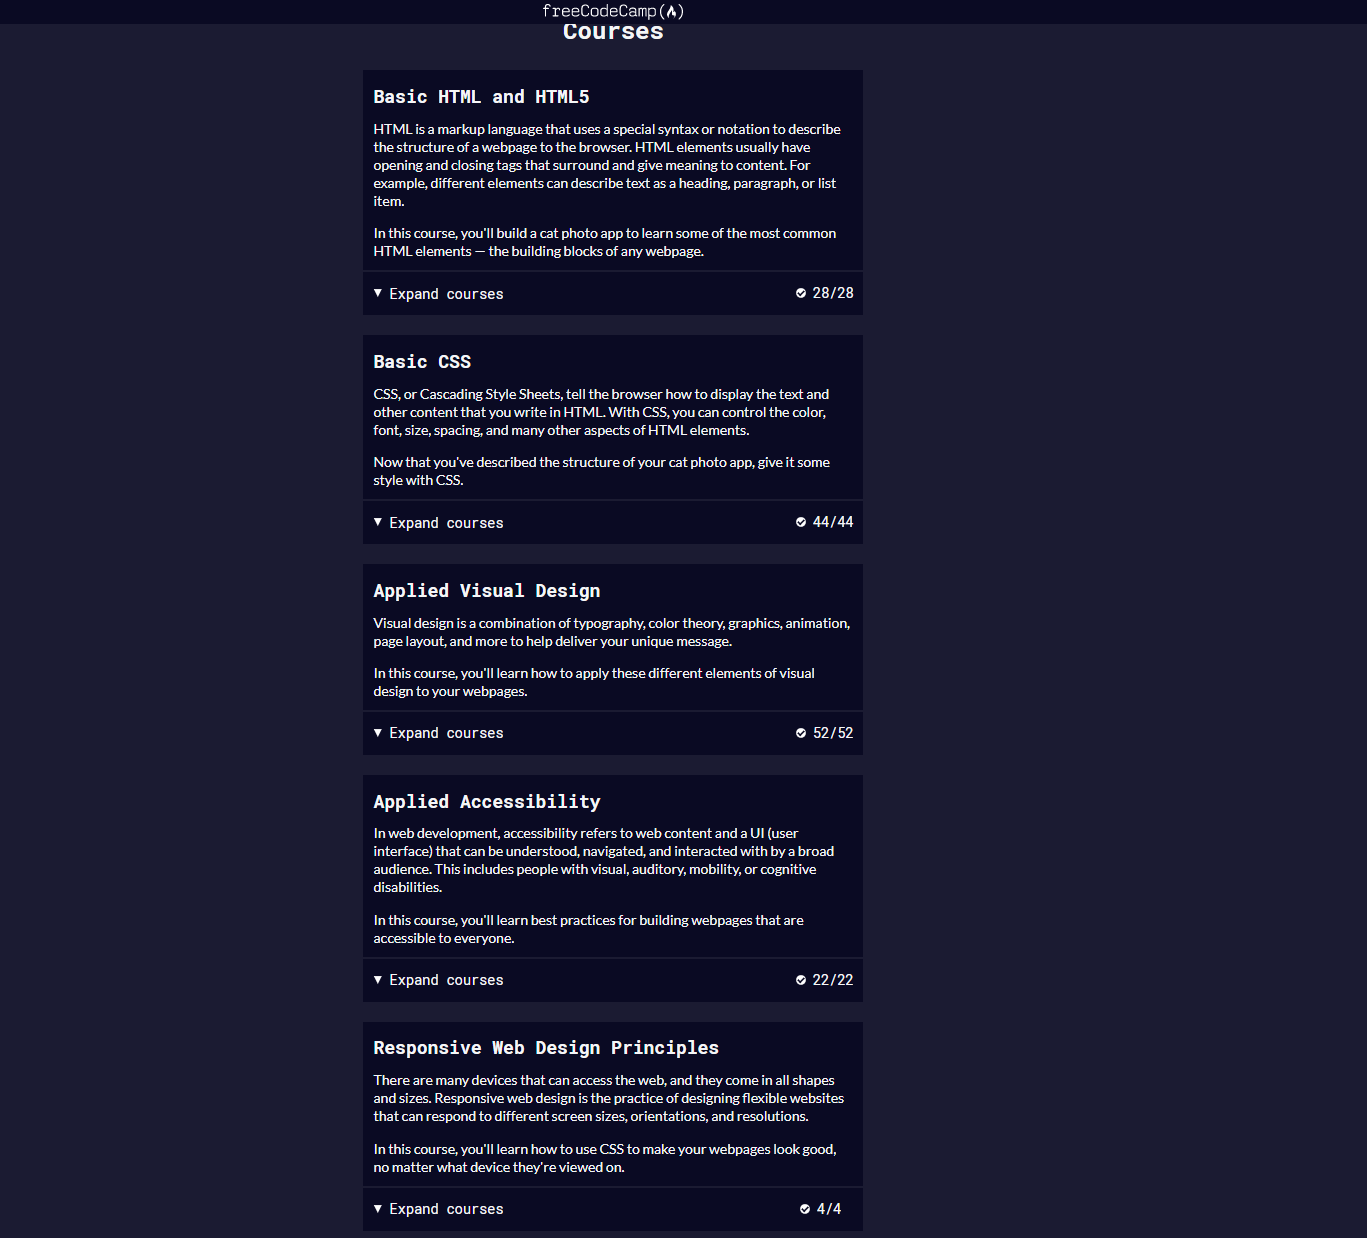 freeCodeCamp(🔥)
Courses
Basic HTML and HTML5
HTML is a markup language that uses a special syntax or notation to describe
the structure of a webpage to the browser. HTML elements usually have
opening and closing tags that surround and give meaning to content. For
example, different elements can describe text as a heading, paragraph, or list
item.
In this course, you'll build a cat photo app to learn some of the most common
HTML elements — the building blocks of any webpage.
▼ Expand courses 28/28
Basic CSS
CSS, or Cascading Style Sheets, tell the browser how to display the text and
other content that you write in HTML. With CSS, you can control the color,
font, size, spacing, and many other aspects of HTML elements.
Now that you've described the structure of your cat photo app, give it some
style with CSS.
▼ Expand courses 44/44
Applied Visual Design
Visual design is a combination of typography, color theory, graphics, animation,
page layout, and more to help deliver your unique message.
In this course, you'll learn how to apply these different elements of visual
design to your webpages.
▼ Expand courses 52/52
Applied Accessibility
In web development, accessibility refers to web content and a UI (user
interface) that can be understood, navigated, and interacted with by a broad
audience. This includes people with visual, auditory, mobility, or cognitive
disabilities.
In this course, you'll learn best practices for building webpages that are
accessible to everyone.
▼ Expand courses 22/22
Responsive Web Design Principles
There are many devices that can access the web, and they come in all shapes
and sizes. Responsive web design is the practice of designing flexible websites
that can respond to different screen sizes, orientations, and resolutions.
In this course, you'll learn how to use CSS to make your webpages look good,
no matter what device they're viewed on.
▼ Expand courses 4/4